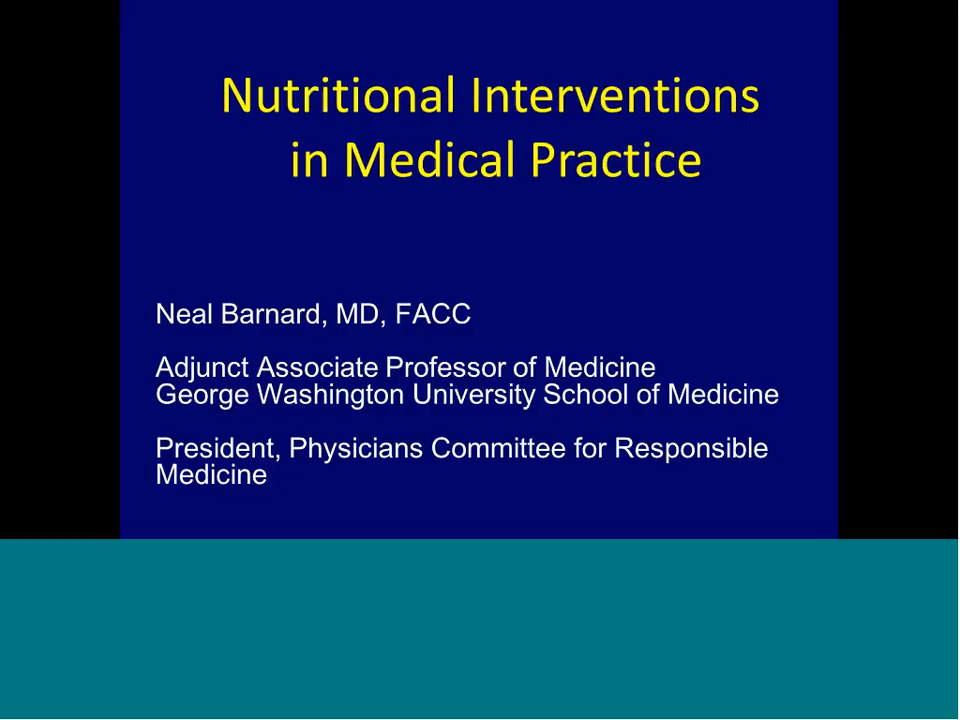 Nutritional Interventions
in Medical Practice
Neal Barnard, MD, FACC
Adjunct Associate Professor of Medicine
George Washington University School of Medicine
President, Physicians Committee for Responsible
Medicine